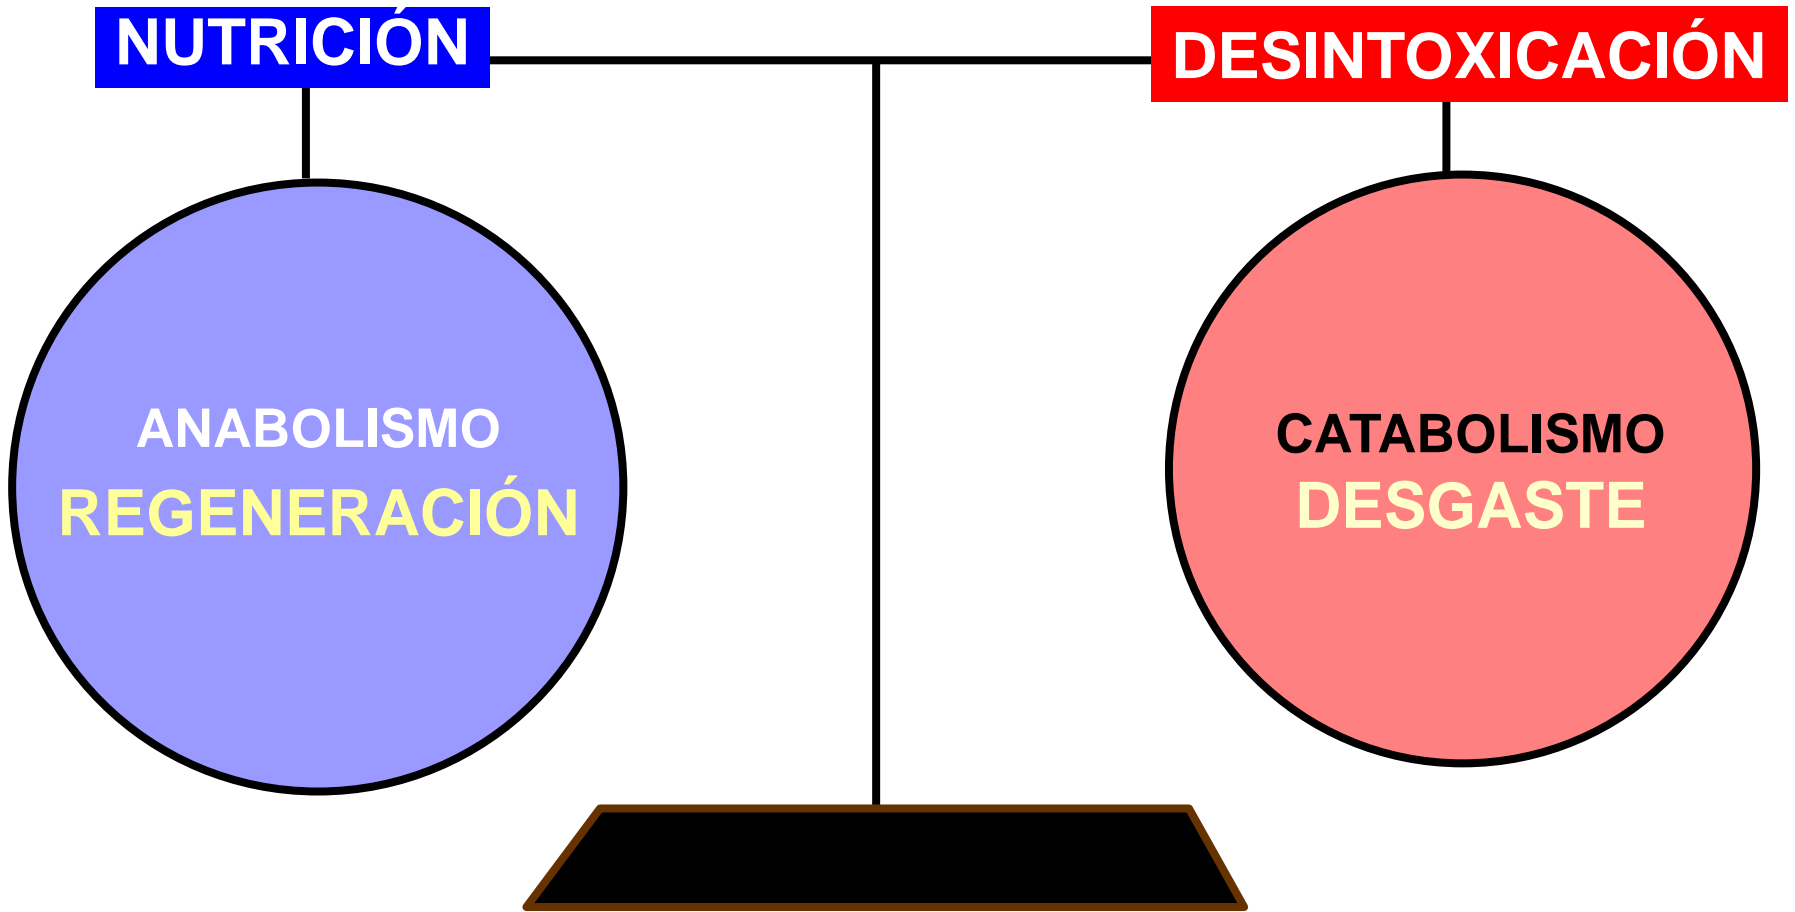 NUTRICIÓN
DESINTOXICACIÓN
ANABOLISMO
REGENERACIÓN
CATABOLISMO
DESGASTE